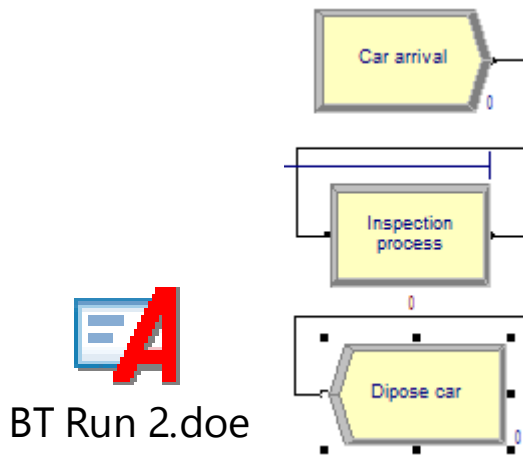 Car arrival
0
Inspection
process
0
Dipose car
0
BT Run 2.doe